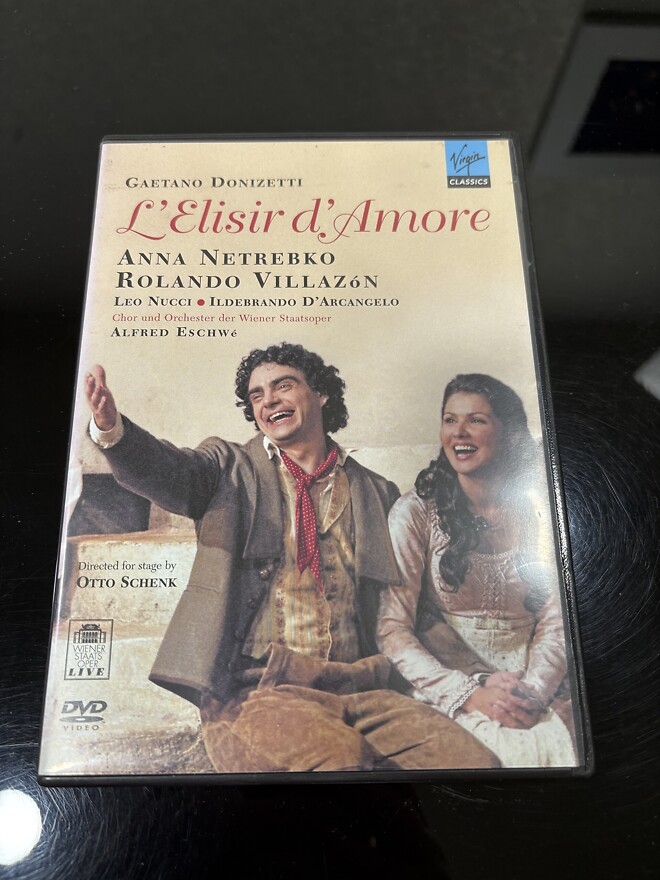 Virgin
CLASSICS
GAETANO DONIZETTI
L'Elisir d'Amore
ANNA NETREBKO
ROLANDO VILLAZóN
LEO NUCCI • ILDEBRANDO D'ARCANGELO
Chor und Orchester der Wiener Staatsoper
ALFRED ESCHWé
Directed for stage by
OTTO SCHENK
WIENER
STAATS
OPER
LIVE
DVD
VIDEO